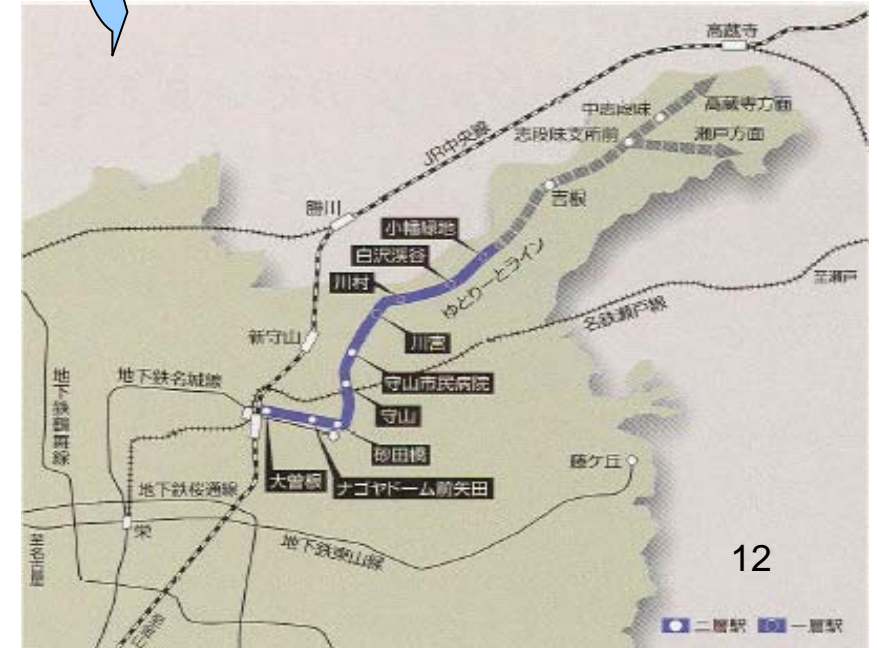 高蔵寺
中志段味
高蔵寺方面
志段味支所前
瀬戸方面
JR中央線
吉根
勝川
小幡緑地
白沢渓谷
ゆとりーとライン
川村
至瀬戸
名鉄瀬戸線
新守山
川宮
地下鉄名城線
守山市民病院
地下鉄鶴舞線
守山
砂田橋
大曽根
ナゴヤドーム前矢田
藤ケ丘
地下鉄桜通線
栄
地下鉄東山線
至名古屋
12
二層駅 一層駅